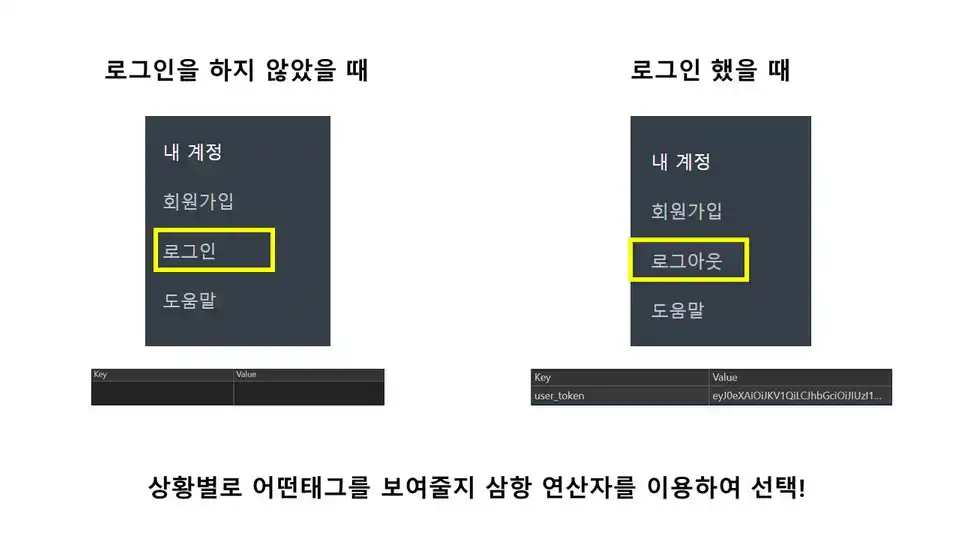 로그인을 하지 않았을 때
로그인 했을 때
내 계정
회원가입
로그인
도움말
내 계정
회원가입
로그아웃
도움말
Key Value
Key Value
user_token eyJ0eXAiOiJKV1QiLCJhbGciOiJIUzI1...
상황별로 어떤태그를 보여줄지 삼항 연산자를 이용하여 선택!